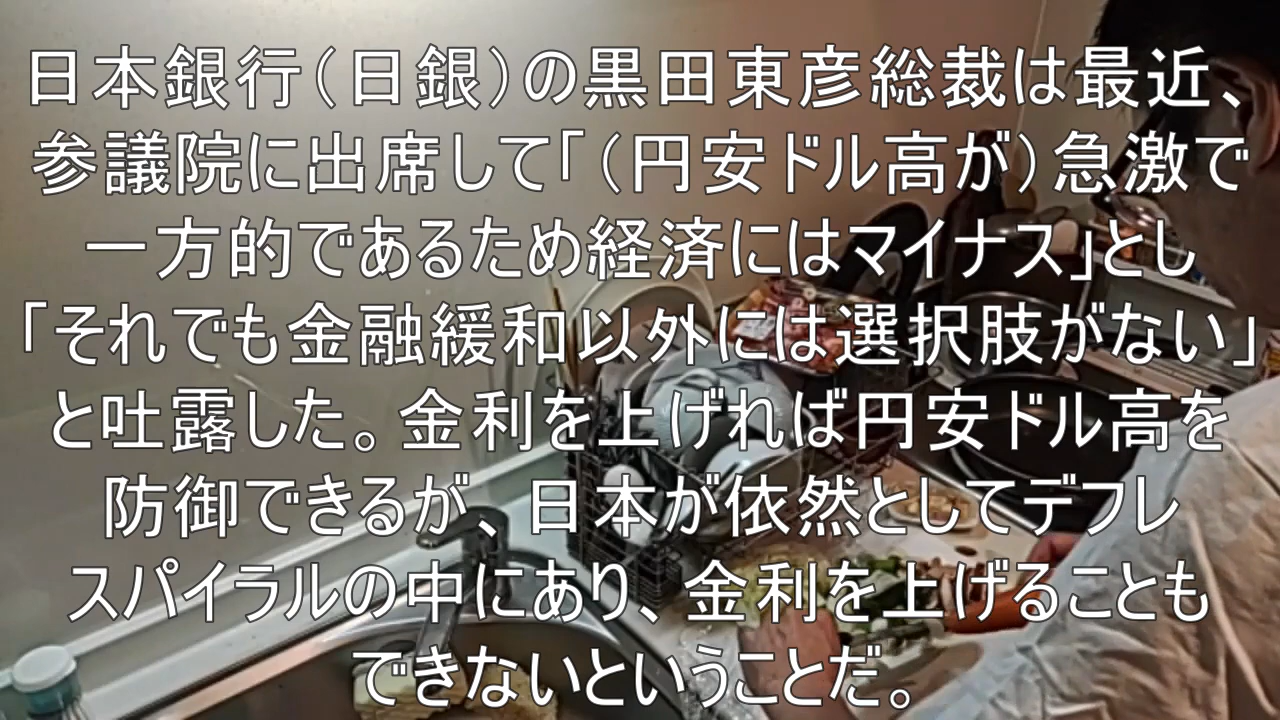 日本銀行（日銀）の黒田東彦総裁は最近、
参議院に出席して「（円安ドル高が）急激で
一方的であるため経済にはマイナス」とし
「それでも金融緩和以外には選択肢がない」
と吐露した。金利を上げれば円安ドル高を
防御できるが、日本が依然としてデフレ
スパイラルの中にあり、金利を上げることも
できないということだ。